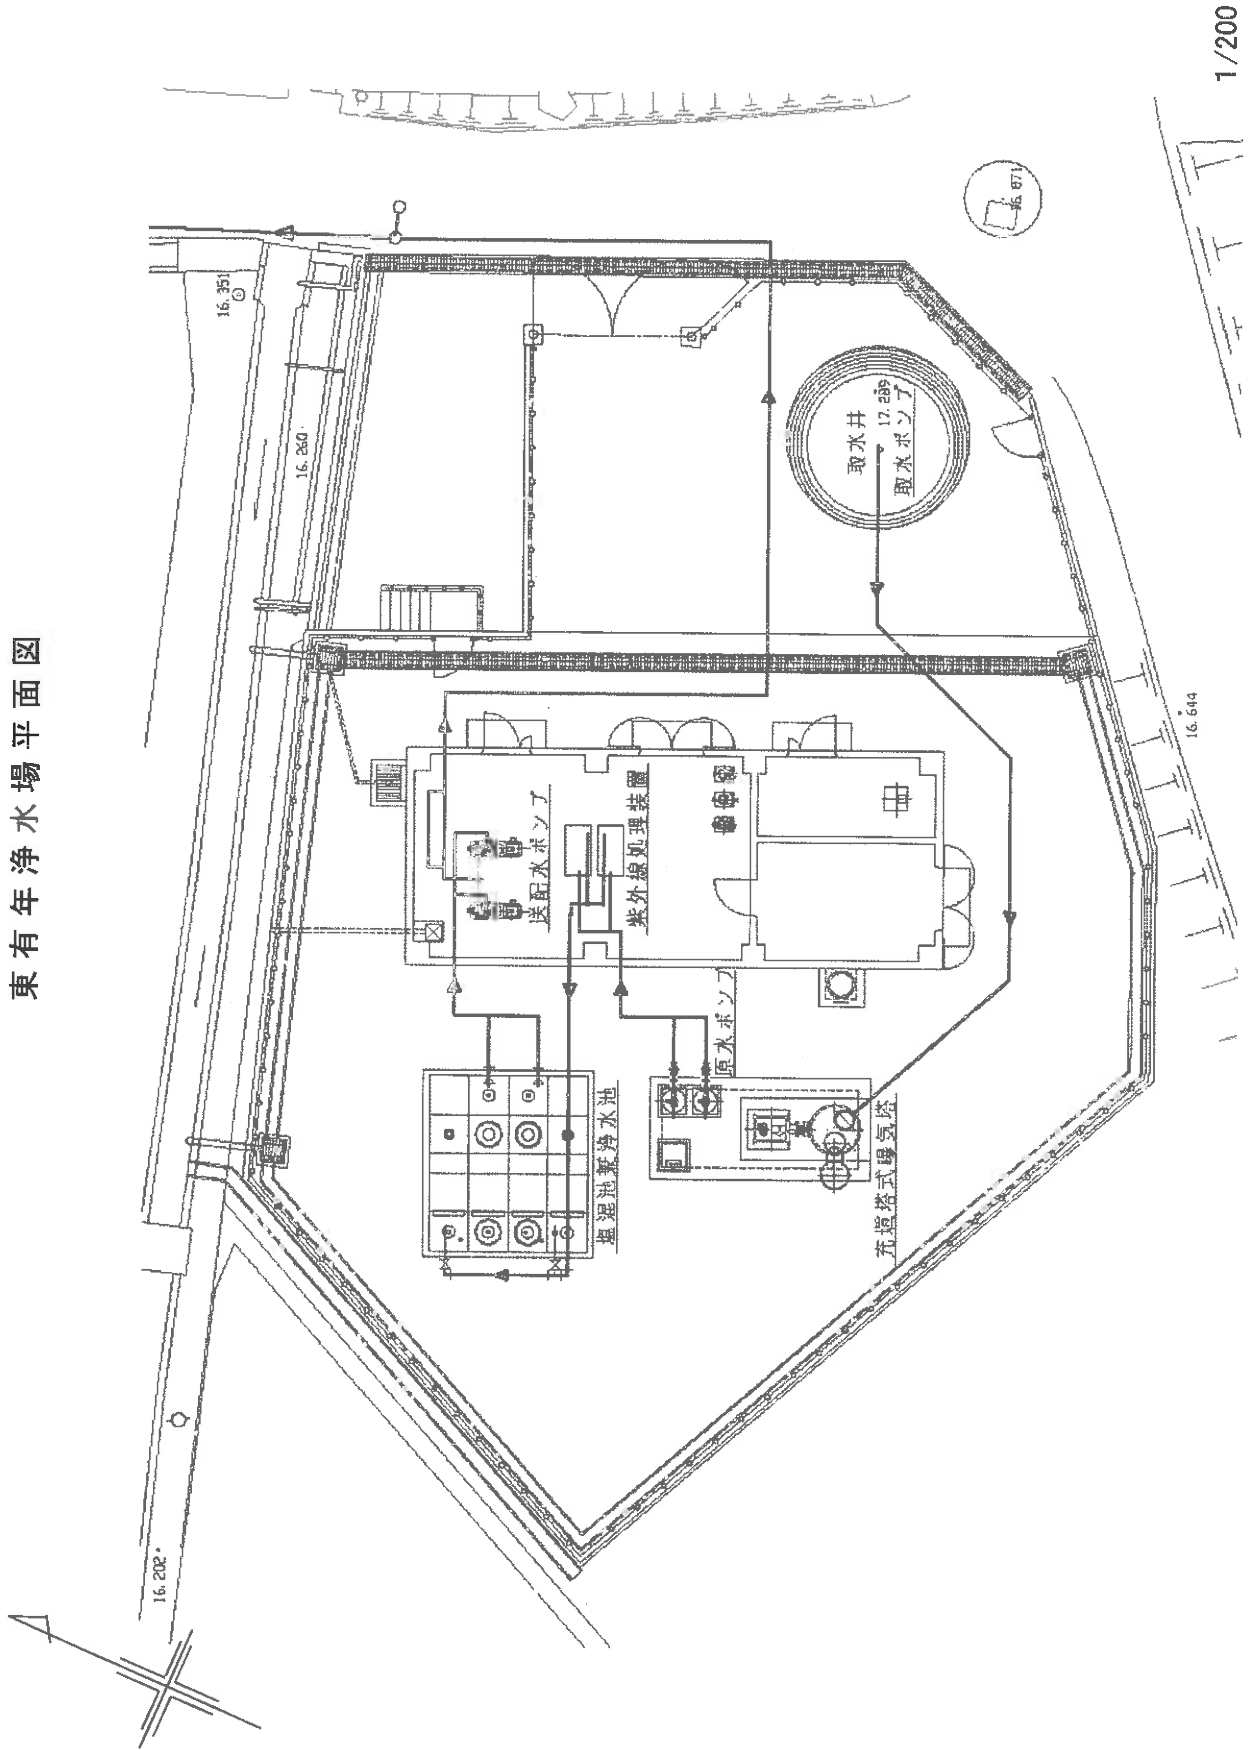 東有年浄水場平面図
1/200
16.351
16.260
16.202
16.871
16.644
取水井
17.289
取水ポンプ
送配水ポンプ
紫外線処理装置
原水ポンプ
塩混池兼浄水池
充填塔式曝気塔